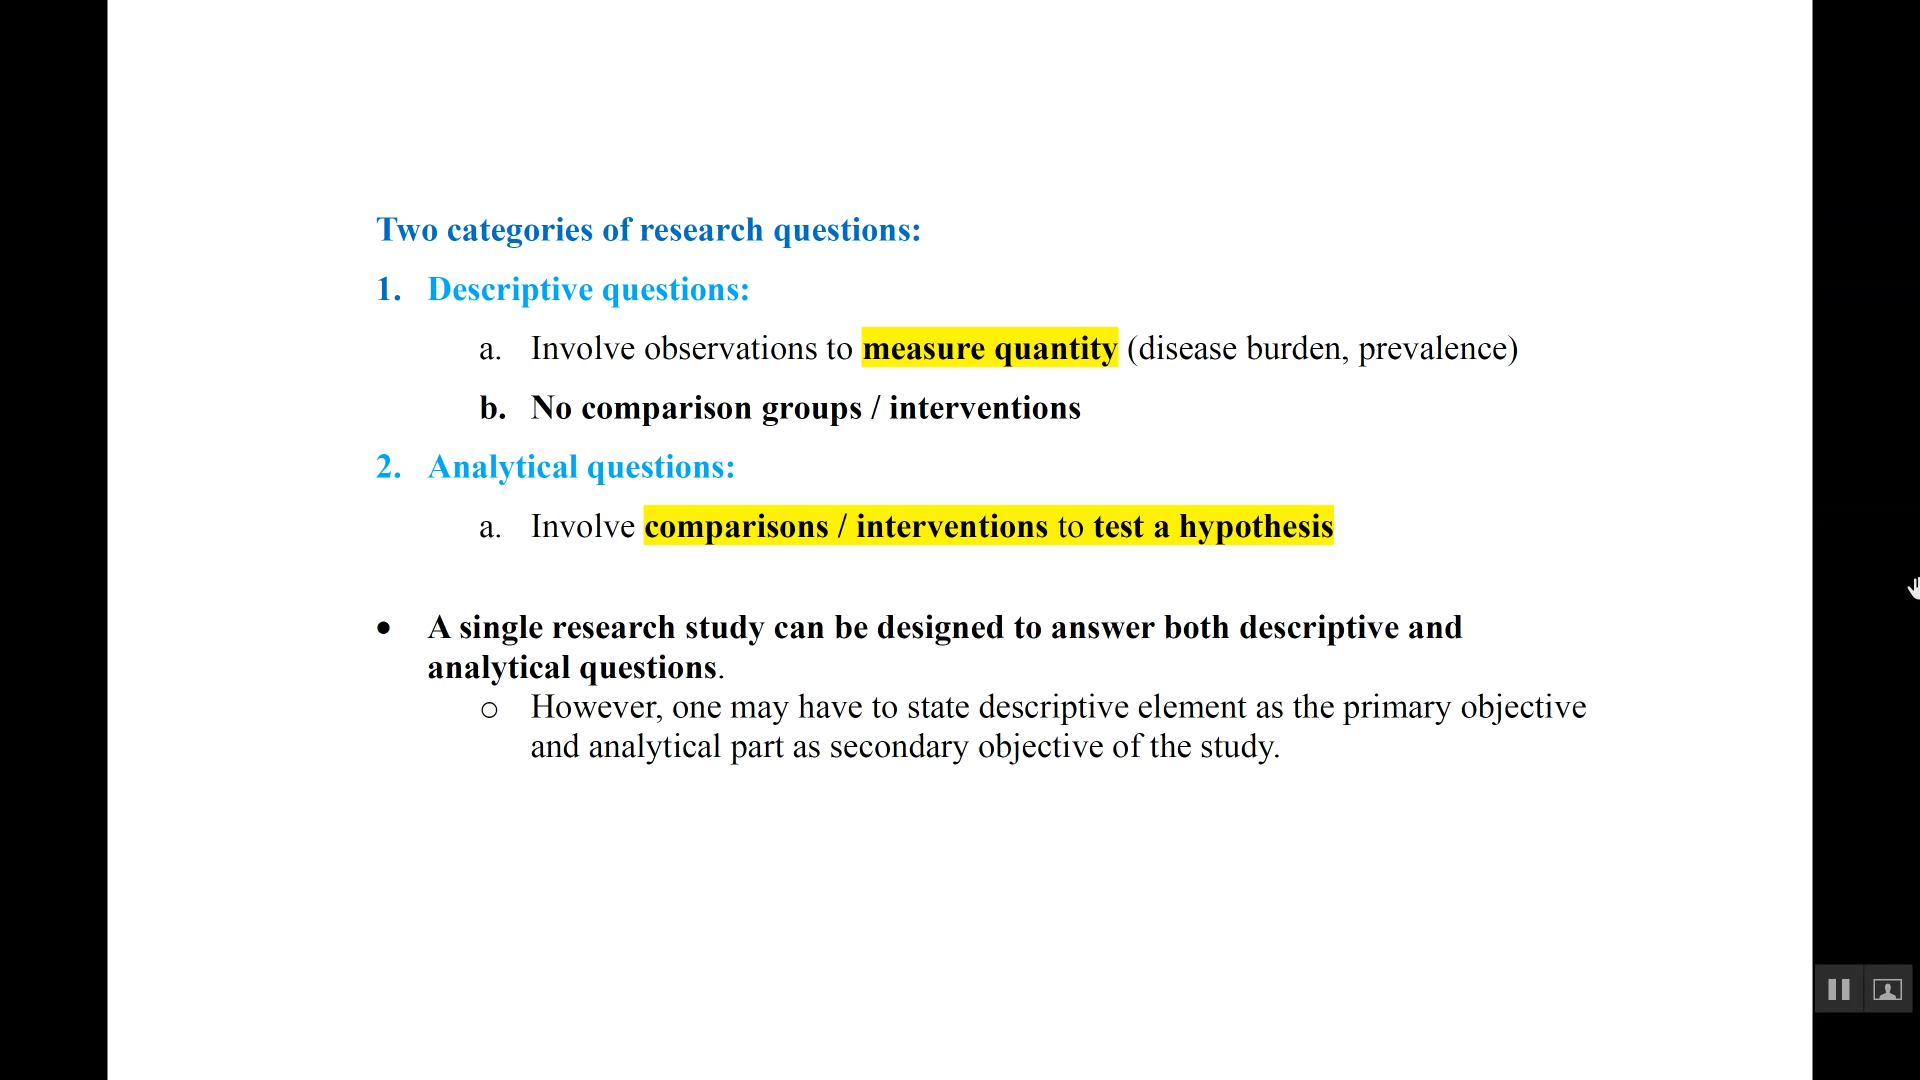 Two categories of research questions:
1. Descriptive questions:
a. Involve observations to measure quantity (disease burden, prevalence)
b. No comparison groups / interventions
2. Analytical questions:
a. Involve comparisons / interventions to test a hypothesis
• A single research study can be designed to answer both descriptive and
analytical questions.
o However, one may have to state descriptive element as the primary objective
and analytical part as secondary objective of the study.